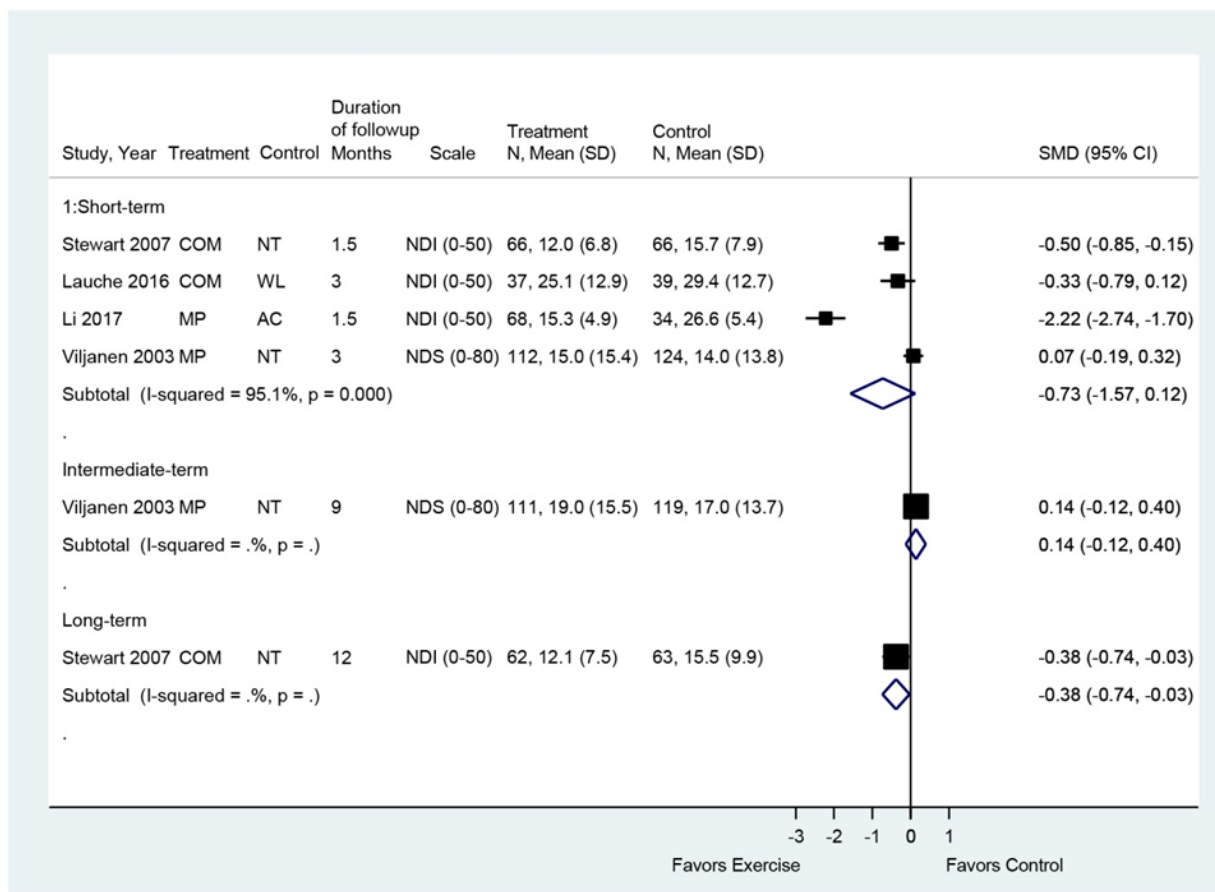 Duration
of followup Treatment Control
Study, Year Treatment Control Months Scale N, Mean (SD) N, Mean (SD) SMD (95% CI)
1:Short-term
Stewart 2007 COM NT 1.5 NDI (0-50) 66, 12.0 (6.8) 66, 15.7 (7.9) -0.50 (-0.85, -0.15)
Lauche 2016 COM WL 3 NDI (0-50) 37, 25.1 (12.9) 39, 29.4 (12.7) -0.33 (-0.79, 0.12)
Li 2017 MP AC 1.5 NDI (0-50) 68, 15.3 (4.9) 34, 26.6 (5.4) -2.22 (-2.74, -1.70)
Viljanen 2003 MP NT 3 NDS (0-80) 112, 15.0 (15.4) 124, 14.0 (13.8) 0.07 (-0.19, 0.32)
Subtotal (I-squared = 95.1%, p = 0.000) -0.73 (-1.57, 0.12)
.
Intermediate-term
Viljanen 2003 MP NT 9 NDS (0-80) 111, 19.0 (15.5) 119, 17.0 (13.7) 0.14 (-0.12, 0.40)
Subtotal (I-squared = .%, p = .) 0.14 (-0.12, 0.40)
.
Long-term
Stewart 2007 COM NT 12 NDI (0-50) 62, 12.1 (7.5) 63, 15.5 (9.9) -0.38 (-0.74, -0.03)
Subtotal (I-squared = .%, p = .) -0.38 (-0.74, -0.03)
.
-3 -2 -1 0 1
Favors Exercise Favors Control